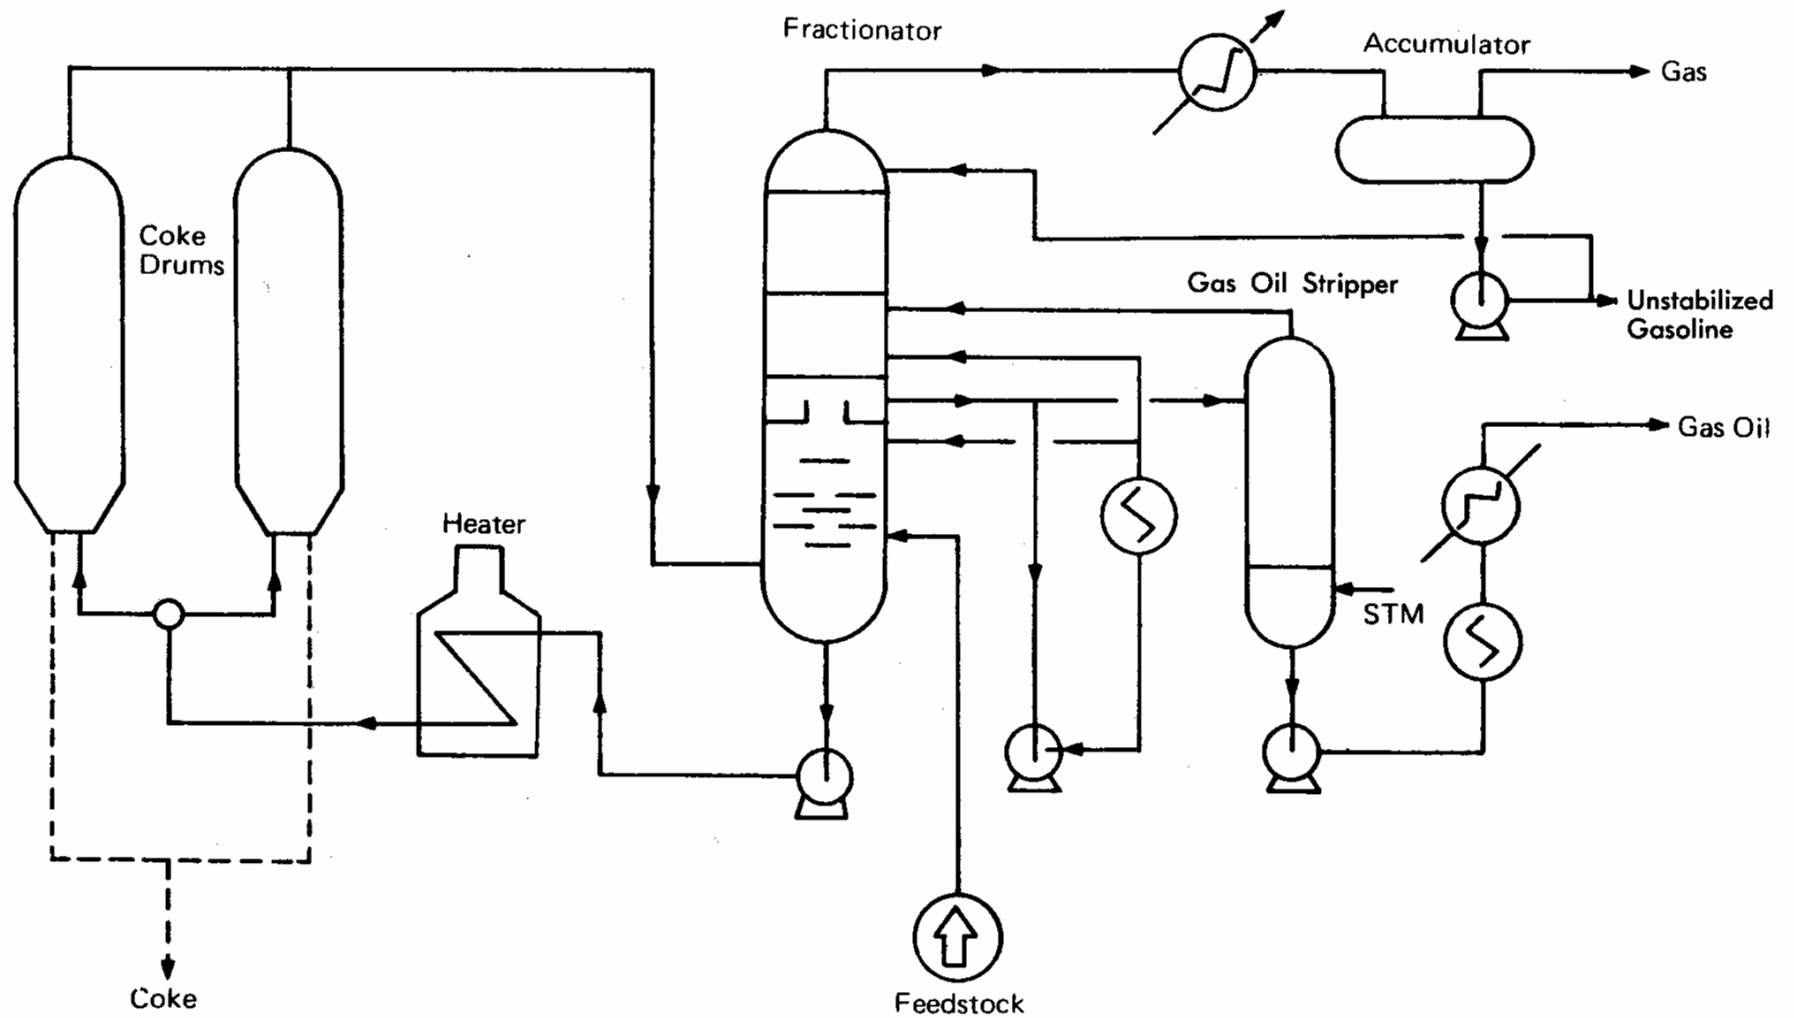 Fractionator
Accumulator
Gas
Coke
Drums
Gas Oil Stripper
Unstabilized
Gasoline
Gas Oil
Heater
STM
Coke
Feedstock